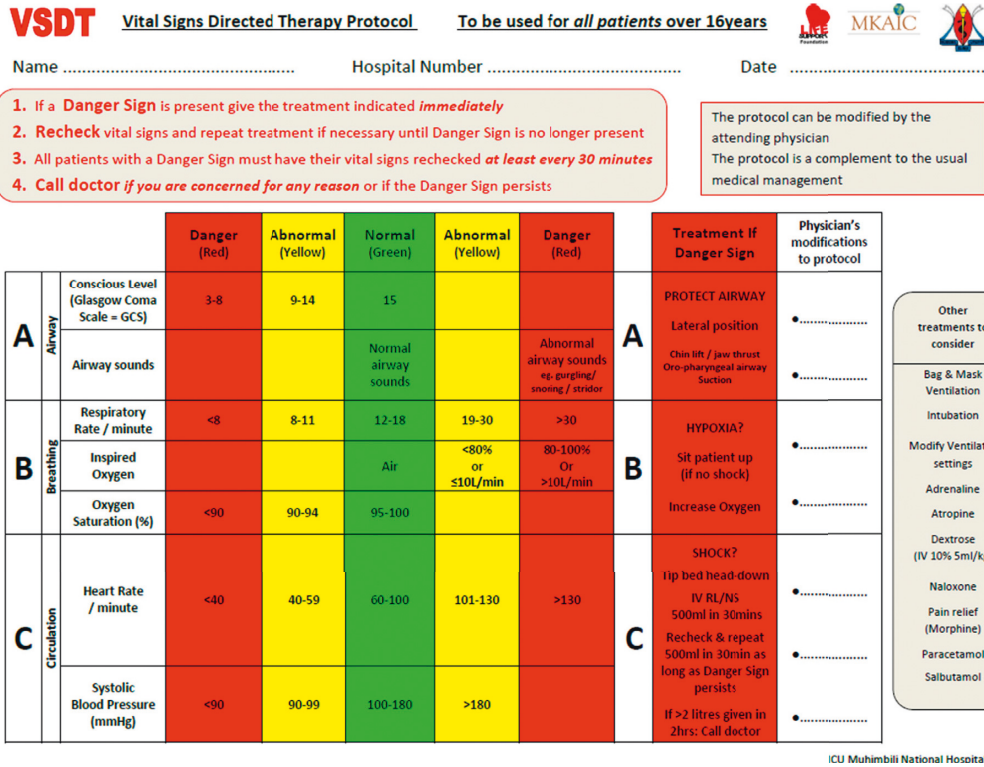 VSDT Vital Signs Directed Therapy Protocol To be used for all patients over 16years
LIFE SUPPORT Foundation
MKAIC
Name ................................................ Hospital Number ........................................ Date ....................................
1. If a Danger Sign is present give the treatment indicated immediately
2. Recheck vital signs and repeat treatment if necessary until Danger Sign is no longer present
3. All patients with a Danger Sign must have their vital signs rechecked at least every 30 minutes
4. Call doctor if you are concerned for any reason or if the Danger Sign persists
The protocol can be modified by the
attending physician
The protocol is a complement to the usual
medical management
Danger
(Red)
Abnormal
(Yellow)
Normal
(Green)
Abnormal
(Yellow)
Danger
(Red)
Treatment If
Danger Sign
Physician's
modifications
to protocol
A
Airway
Conscious Level
(Glasgow Coma
Scale = GCS)
3-8
9-14
15
Airway sounds
Normal
airway
sounds
Abnormal
airway sounds
eg. gurgling/
snoring / stridor
A
PROTECT AIRWAY
Lateral position
Chin lift / jaw thrust
Oro-pharyngeal airway
Suction
•..................
•..................
B
Breathing
Respiratory
Rate / minute
<8
8-11
12-18
19-30
>30
Inspired
Oxygen
Air
<80%
or
≤10L/min
80-100%
Or
>10L/min
Oxygen
Saturation (%)
<90
90-94
95-100
B
HYPOXIA?
Sit patient up
(if no shock)
Increase Oxygen
•..................
•..................
C
Circulation
Heart Rate
/ minute
<40
40-59
60-100
101-130
>130
Systolic
Blood Pressure
(mmHg)
<90
90-99
100-180
>180
C
SHOCK?
Tip bed head-down
IV RL/NS
500ml in 30mins
Recheck & repeat
500ml in 30min as
long as Danger Sign
persists
If >2 litres given in
2hrs: Call doctor
•..................
•..................
•..................
Other
treatments to
consider
Bag & Mask
Ventilation
Intubation
Modify Ventilat
settings
Adrenaline
Atropine
Dextrose
(IV 10% 5ml/k
Naloxone
Pain relief
(Morphine)
Paracetamol
Salbutamol
ICU Muhimbili National Hospita